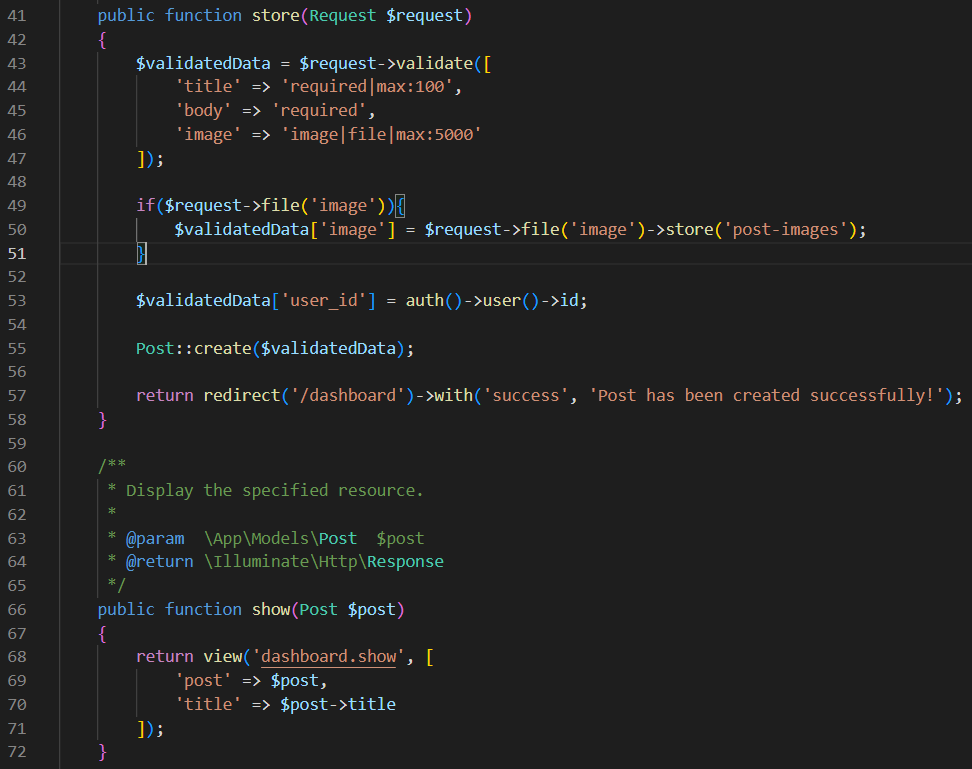 41 public function store(Request $request)
42 {
43 $validatedData = $request->validate([
44 'title' => 'required|max:100',
45 'body' => 'required',
46 'image' => 'image|file|max:5000'
47 ]);
48
49 if($request->file('image')){
50 $validatedData['image'] = $request->file('image')->store('post-images');
51 }
52
53 $validatedData['user_id'] = auth()->user()->id;
54
55 Post::create($validatedData);
56
57 return redirect('/dashboard')->with('success', 'Post has been created successfully!');
58 }
59
60 /**
61 * Display the specified resource.
62 *
63 * @param  \App\Models\Post  $post
64 * @return \Illuminate\Http\Response
65 */
66 public function show(Post $post)
67 {
68 return view('dashboard.show', [
69 'post' => $post,
70 'title' => $post->title
71 ]);
72 }